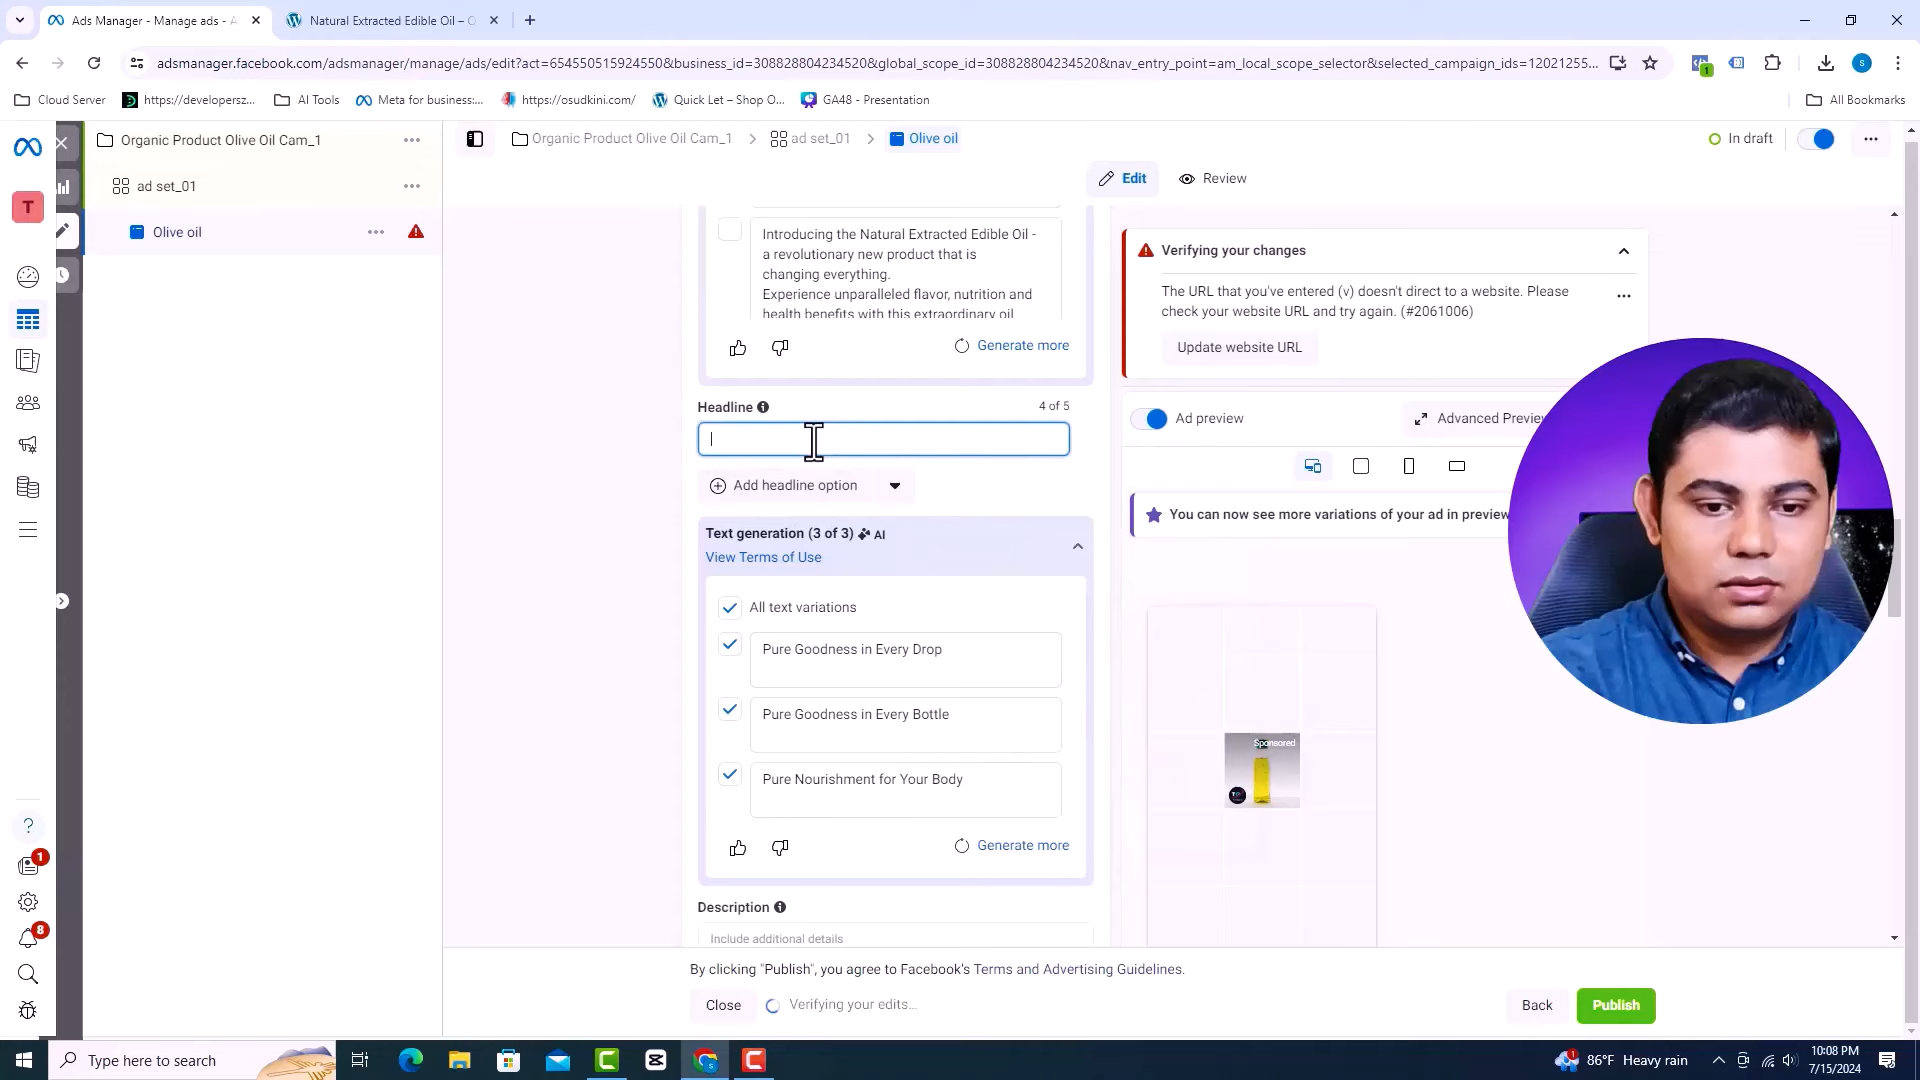 Ads Manager - Manage ads - A
Natural Extracted Edible Oil – O
adsmanager.facebook.com/adsmanager/manage/ads/edit?act=654550515924550&business_id=308828804234520&global_scope_id=308828804234520&nav_entry_point=am_local_scope_selector&selected_campaign_ids=12021255...
1
S
Cloud Server
https://developersz...
AI Tools
Meta for business:...
https://osudkini.com/
Quick Let – Shop O...
GA48 - Presentation
All Bookmarks
Organic Product Olive Oil Cam_1
Organic Product Olive Oil Cam_1
ad set_01
Olive oil
In draft
Edit
Review
ad set_01
T
Olive oil
Introducing the Natural Extracted Edible Oil -
a revolutionary new product that is
changing everything.
Experience unparalleled flavor, nutrition and
health benefits with this extraordinary oil
Generate more
Verifying your changes
The URL that you've entered (v) doesn't direct to a website. Please
check your website URL and try again. (#2061006)
Update website URL
Headline
4 of 5
Add headline option
Ad preview
Advanced Preview
You can now see more variations of your ad in preview
Text generation (3 of 3) AI
View Terms of Use
All text variations
Pure Goodness in Every Drop
Pure Goodness in Every Bottle
Pure Nourishment for Your Body
Generate more
Sponsored
Description
Include additional details
1
8
By clicking "Publish", you agree to Facebook's Terms and Advertising Guidelines.
Close
Verifying your edits...
Back
Publish
Type here to search
1
86°F Heavy rain
10:08 PM
7/15/2024